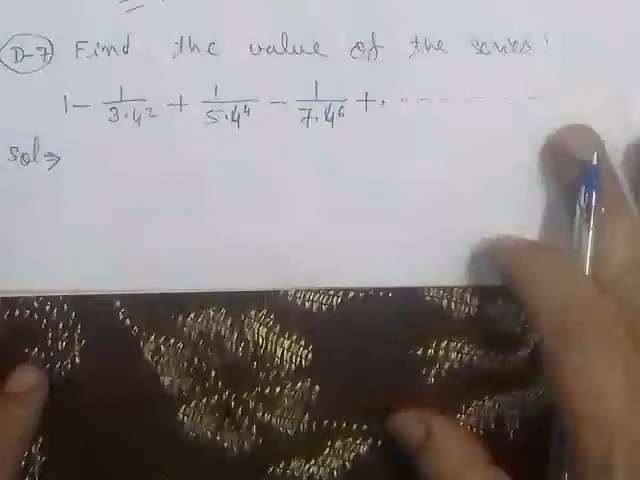 D-7 Find the value of the series'
1 - 1/3·4² + 1/5·4⁴ - 1/7·4⁶ + ·- - - - - - - -
Sol⇒